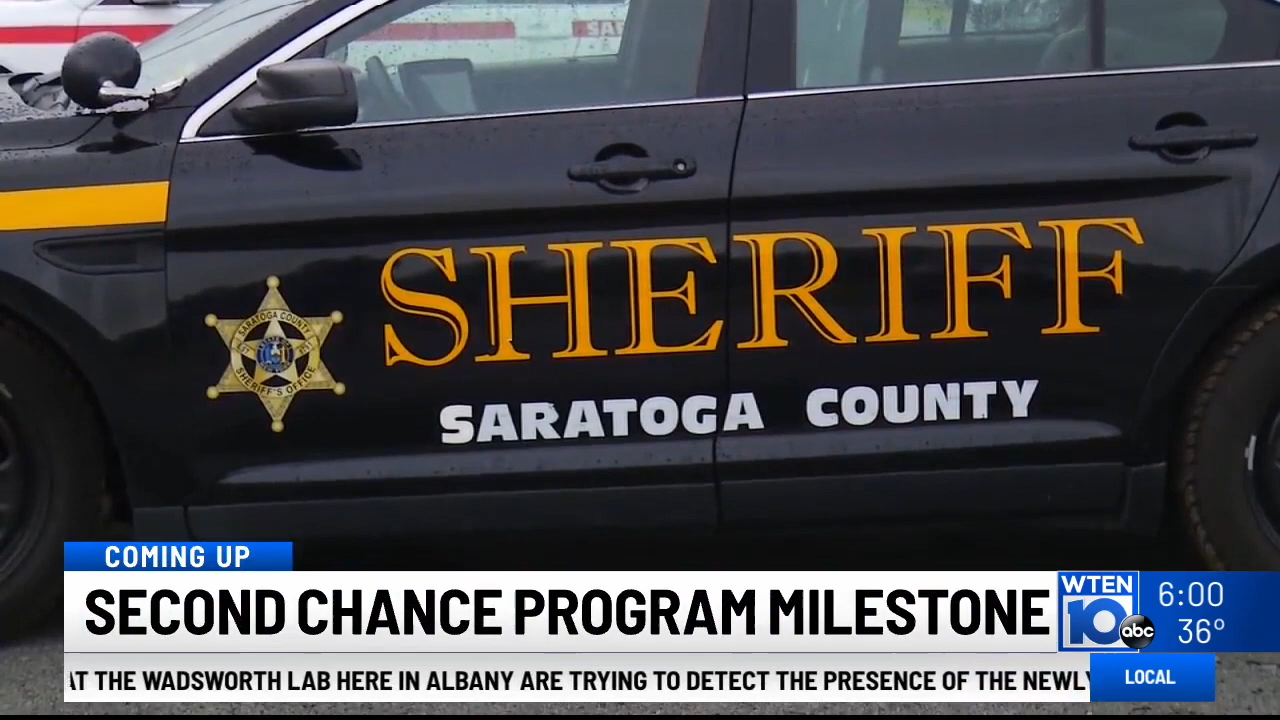 SARATOGA COUNTY
SHERIFF'S OFFICE
SHERIFF
SARATOGA COUNTY
COMING UP
SECOND CHANCE PROGRAM MILESTONE
WTEN
10
abc
6:00
36°
AT THE WADSWORTH LAB HERE IN ALBANY ARE TRYING TO DETECT THE PRESENCE OF THE NEWLY
LOCAL